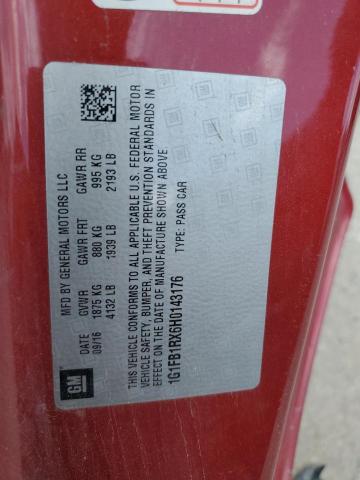 MFD BY GENERAL MOTORS LLC
DATE GVWR GAWR FRT GAWR RR
09/16 1875 KG 880 KG 995 KG
4132 LB 1939 LB 2193 LB
THIS VEHICLE CONFORMS TO ALL APPLICABLE U.S. FEDERAL MOTOR
VEHICLE SAFETY, BUMPER, AND THEFT PREVENTION STANDARDS IN
EFFECT ON THE DATE OF MANUFACTURE SHOWN ABOVE
1G1FB1RX6H0143176 TYPE: PASS CAR
GM